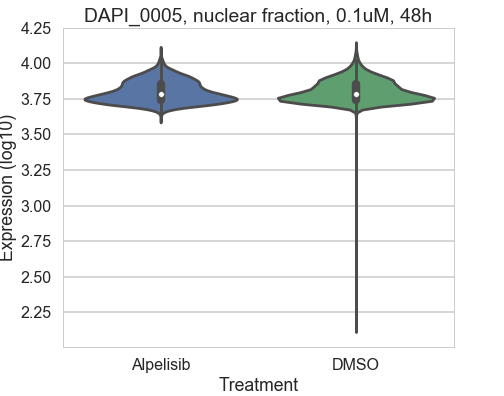 DAPI_0005, nuclear fraction, 0.1uM, 48h
4.25
4.00
3.75
3.50
3.25
3.00
2.75
2.50
2.25
Expression (log10)
Alpelisib
DMSO
Treatment